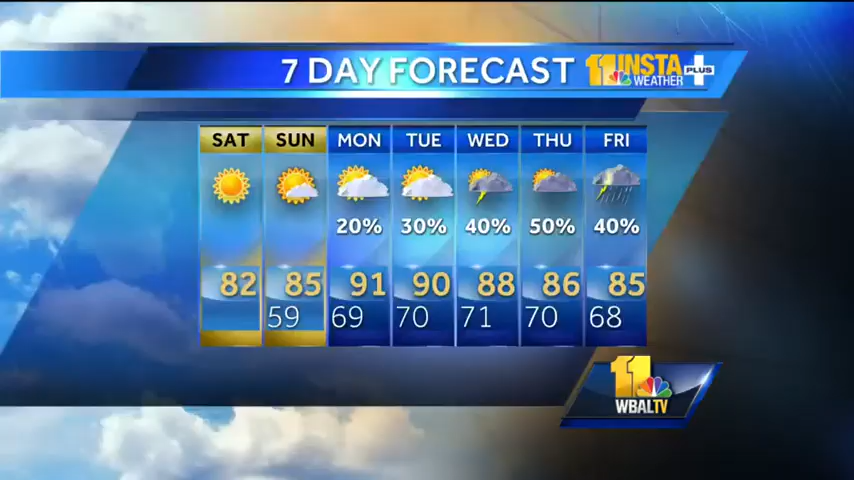 7 DAY FORECAST 11 INSTA PLUS
WEATHER
SAT SUN MON TUE WED THU FRI
20% 30% 40% 50% 40%
82 85 91 90 88 86 85
59 69 70 71 70 68
11
WBALTV